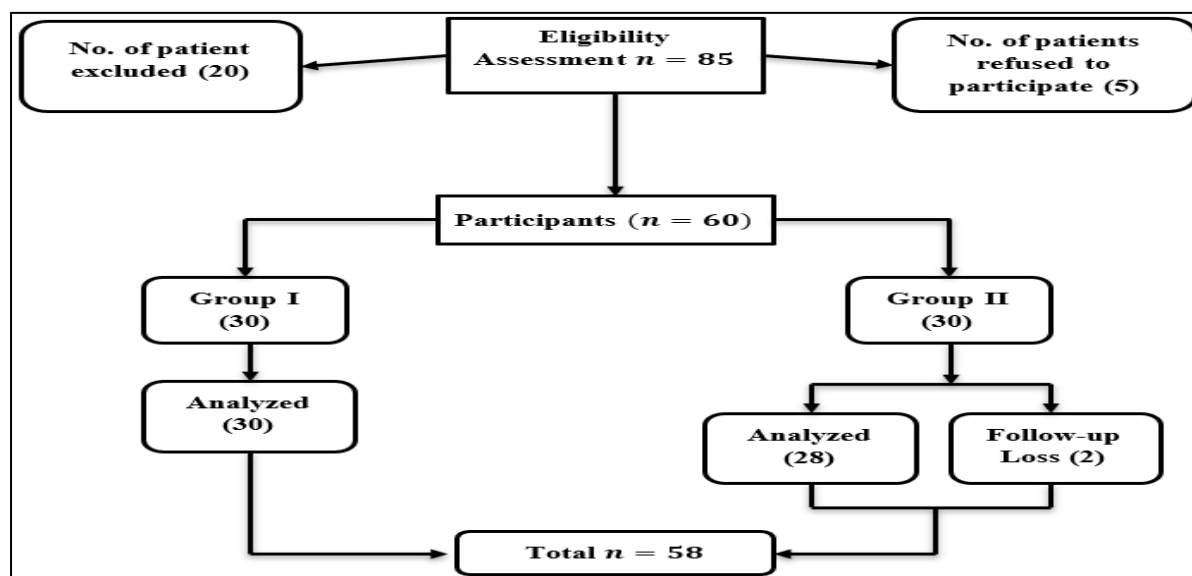 No. of patient
excluded (20)
Eligibility
Assessment n = 85
No. of patients
refused to
participate (5)
Participants (n = 60)
Group I
(30)
Group II
(30)
Analyzed
(30)
Analyzed
(28)
Follow-up
Loss (2)
Total n = 58